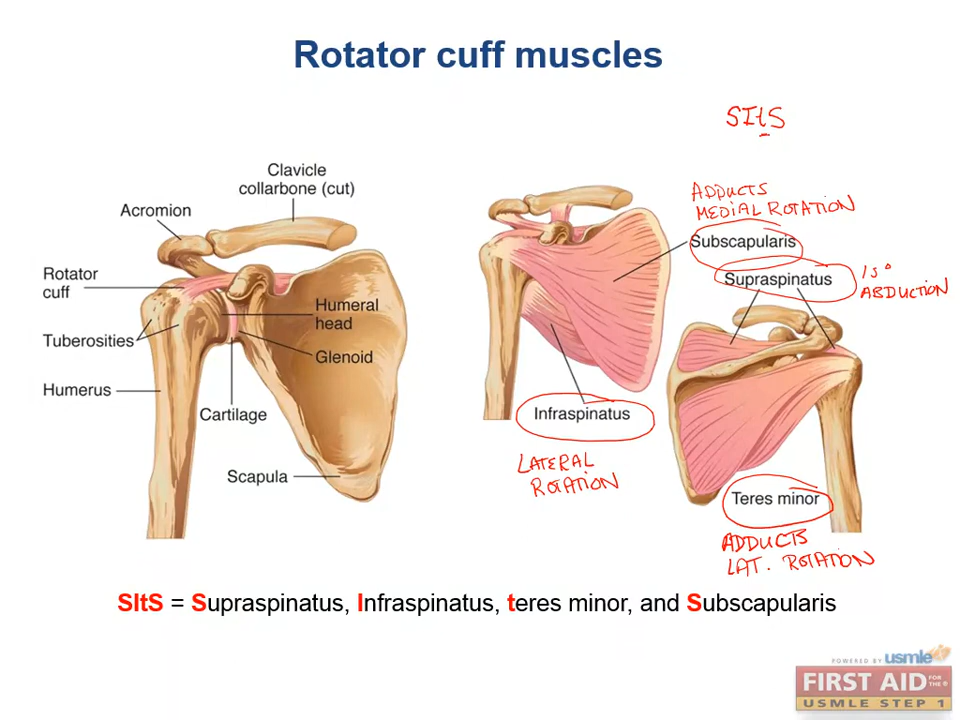 Rotator cuff muscles
SItS
Clavicle
collarbone (cut)
Acromion
Rotator
cuff
Tuberosities
Humerus
Humeral
head
Glenoid
Cartilage
Scapula
ADDUCTS
MEDIAL ROTATION
Subscapularis
Supraspinatus
15°
ABDUCTION
Infraspinatus
LATERAL
ROTATION
Teres minor
ADDUCTS
LAT. ROTATION
SItS = Supraspinatus, Infraspinatus, teres minor, and Subscapularis
POWERED BY usmle
FIRST AID FOR THE®
USMLE STEP 1